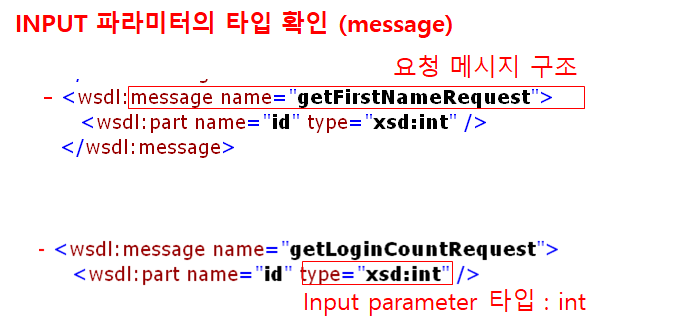 INPUT 파라미터의 타입 확인 (message)
요청 메시지 구조
- <wsdl:message name="getFirstNameRequest">
<wsdl:part name="id" type="xsd:int" />
</wsdl:message>
- <wsdl:message name="getLoginCountRequest">
<wsdl:part name="id" type="xsd:int" />
Input parameter 타입 : int